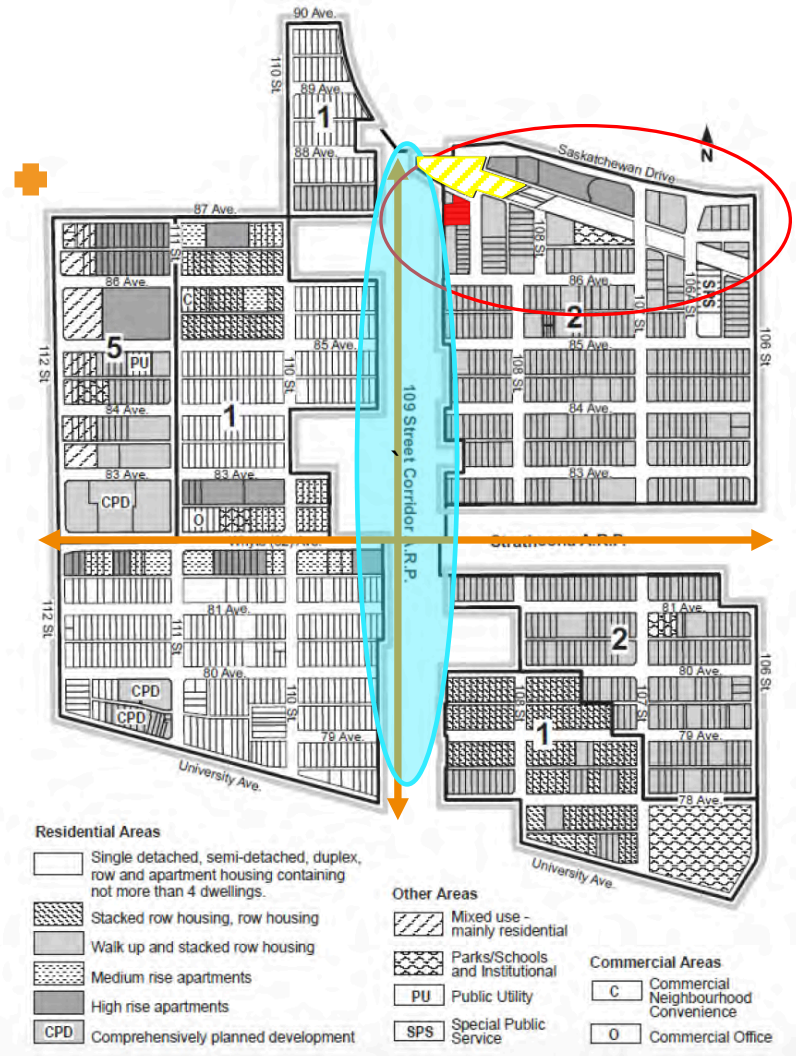 90 Ave.
110 St.
89 Ave.
1
88 Ave.
N
Saskatchewan Drive
87 Ave.
111 St.
108 St.
86 Ave.
86 Ave.
106 St.
SPS
C
2
107 St.
5
PU
85 Ave.
85 Ave.
112 St.
110 St.
108 St.
106 St.
109 Street Corridor A.R.P.
84 Ave.
1
84 Ave.
83 Ave.
83 Ave.
83 Ave.
CPD
O
Whyte (82) Ave.
Strathcona A.R.P.
81 Ave.
81 Ave.
112 St.
111 St.
2
80 Ave.
80 Ave.
106 St.
CPD
CPD
110 St.
108 St.
107 St.
1
79 Ave.
79 Ave.
University Ave.
78 Ave.
University Ave.
Residential Areas
Single detached, semi-detached, duplex,
row and apartment housing containing
not more than 4 dwellings.
Stacked row housing, row housing
Walk up and stacked row housing
Medium rise apartments
High rise apartments
CPD
Comprehensively planned development
Other Areas
Mixed use -
mainly residential
Parks/Schools
and Institutional
PU
Public Utility
SPS
Special Public
Service
Commercial Areas
C
Commercial
Neighbourhood
Convenience
O
Commercial Office